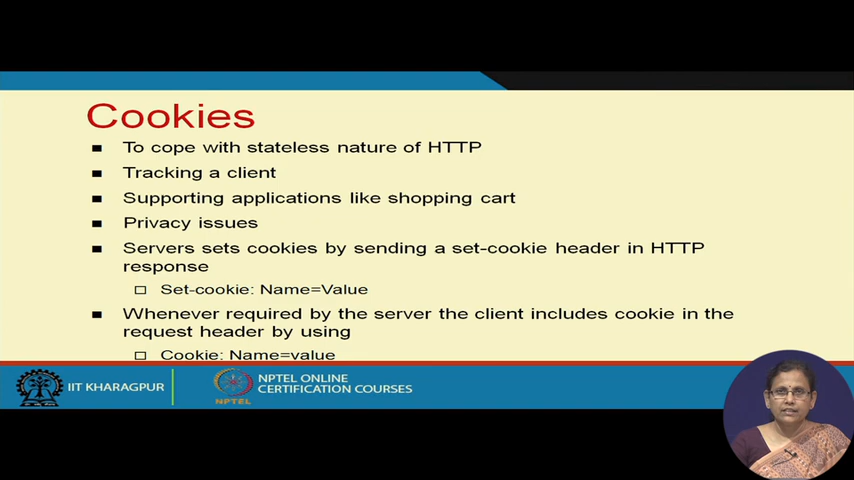 Cookies
To cope with stateless nature of HTTP
Tracking a client
Supporting applications like shopping cart
Privacy issues
Servers sets cookies by sending a set-cookie header in HTTP
response
Set-cookie: Name=Value
Whenever required by the server the client includes cookie in the
request header by using
Cookie: Name=value
IIT KHARAGPUR
NPTEL
NPTEL ONLINE
CERTIFICATION COURSES